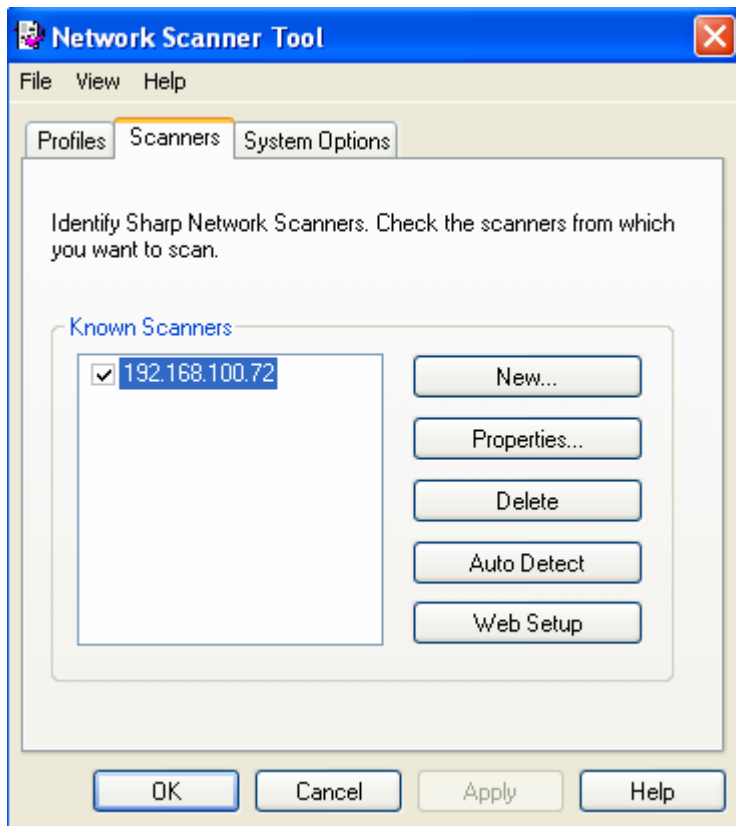 Network Scanner Tool
File View Help
Profiles Scanners System Options
Identify Sharp Network Scanners. Check the scanners from which
you want to scan.
Known Scanners
192.168.100.72
New...
Properties...
Delete
Auto Detect
Web Setup
OK Cancel Apply Help